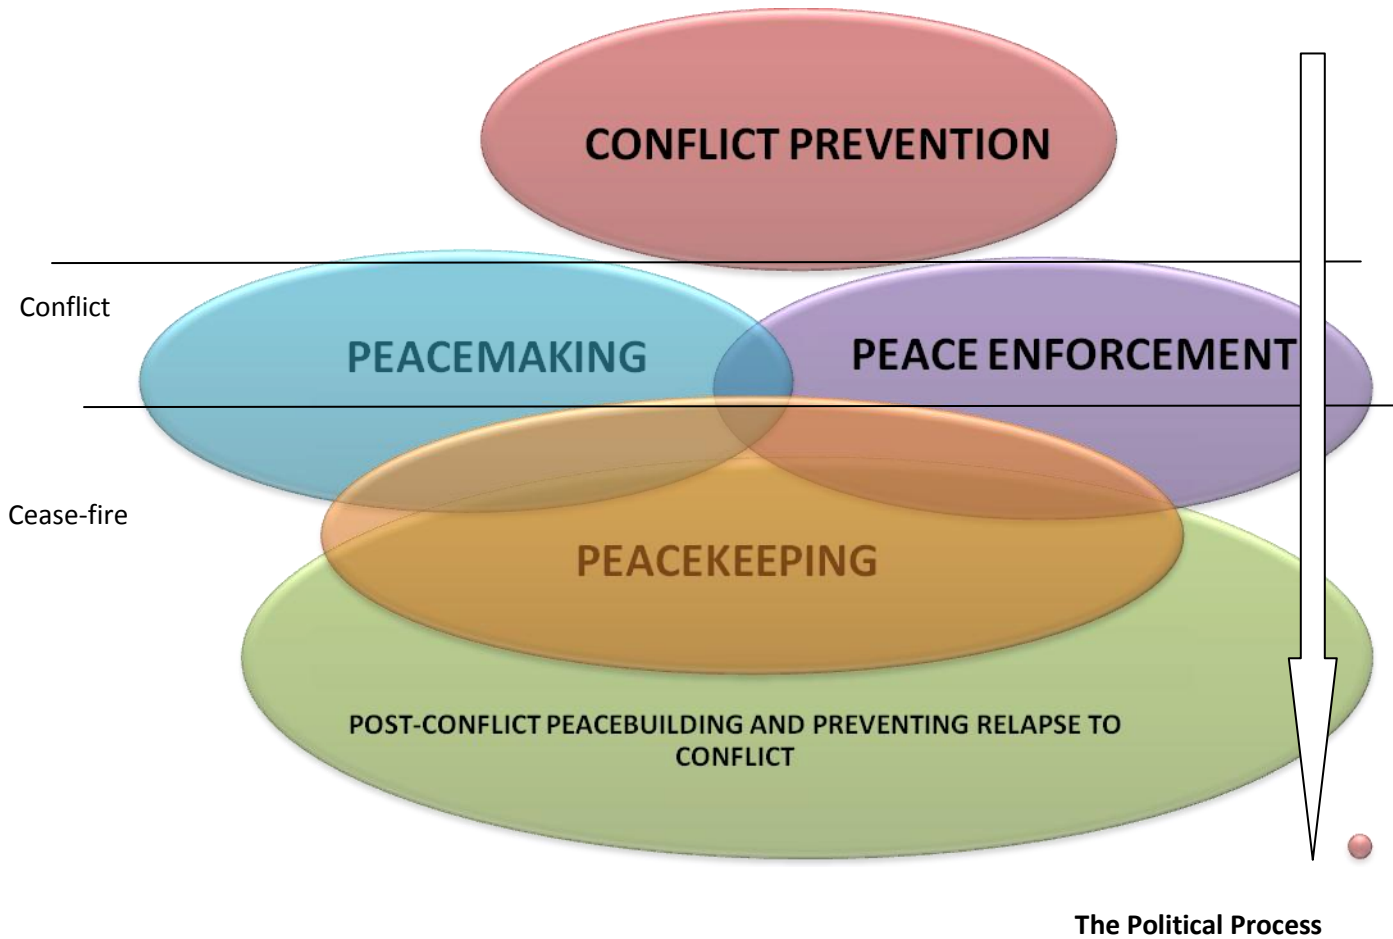 CONFLICT PREVENTION
Conflict
PEACEMAKING
PEACE ENFORCEMENT
Cease-fire
PEACEKEEPING
POST-CONFLICT PEACEBUILDING AND PREVENTING RELAPSE TO
CONFLICT
The Political Process